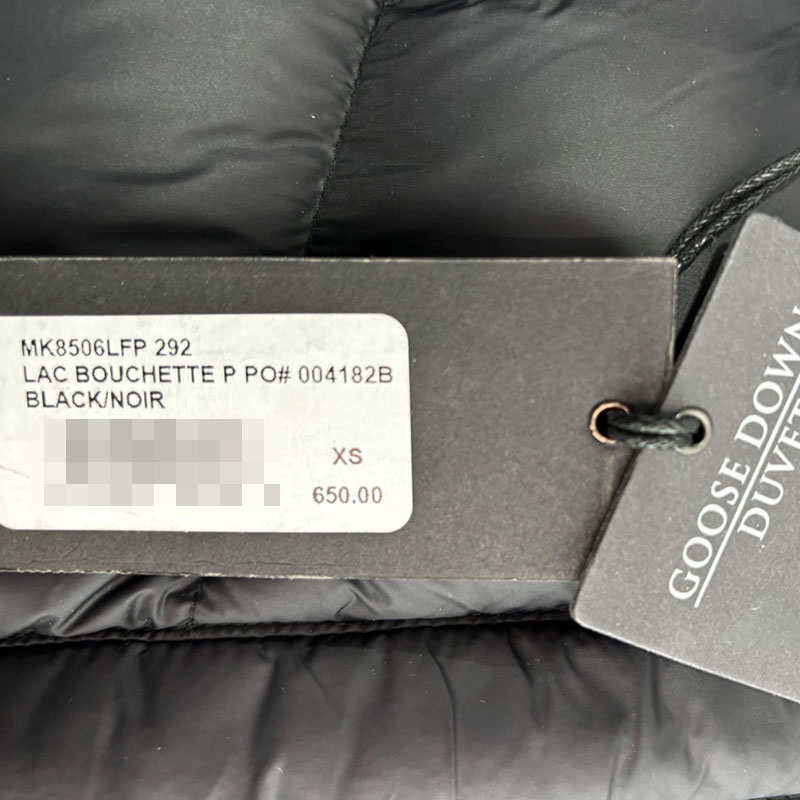 MK8506LFP 292
LAC BOUCHETTE P PO# 004182B
BLACK/NOIR
XS
650.00
GOOSE DOWN
DUVET